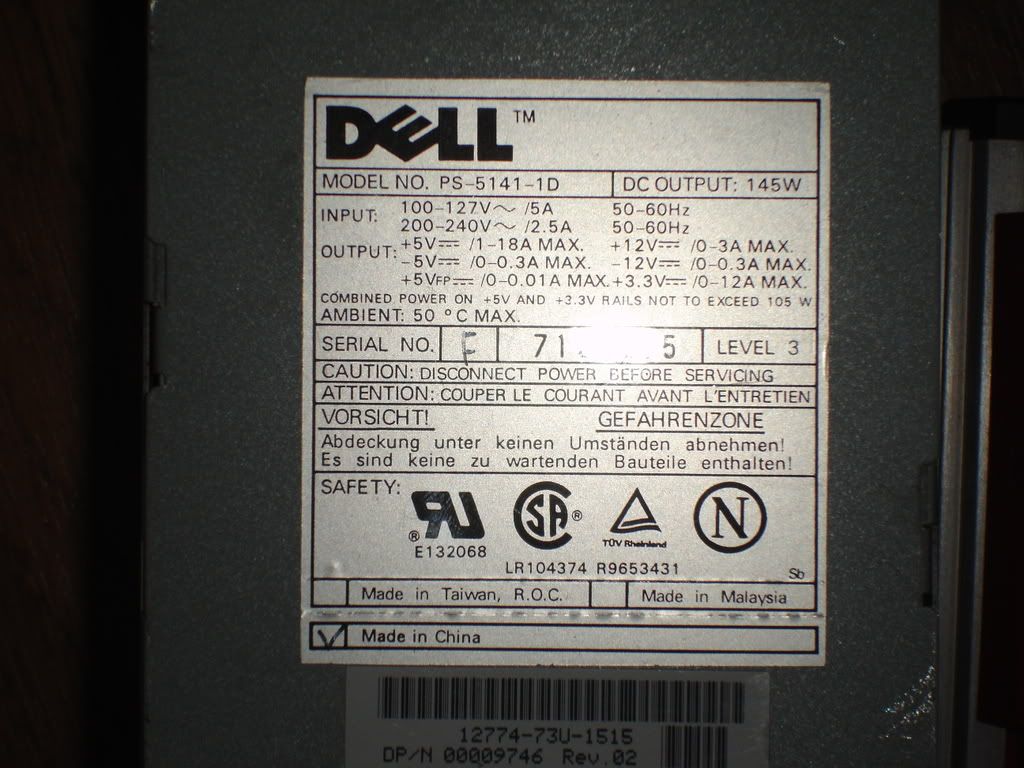 DELL™
MODEL NO. PS-5141-1D DC OUTPUT: 145W
INPUT: 100-127V~ /5A 50-60Hz
200-240V~ /2.5A 50-60Hz
OUTPUT: +5V⎓ /1-18A MAX. +12V⎓ /0-3A MAX.
-5V⎓ /0-0.3A MAX. -12V⎓ /0-0.3A MAX.
+5VFP⎓ /0-0.01A MAX. +3.3V⎓ /0-12A MAX.
COMBINED POWER ON +5V AND +3.3V RAILS NOT TO EXCEED 105 W
AMBIENT: 50 °C MAX.
SERIAL NO. F 71 5 LEVEL 3
CAUTION: DISCONNECT POWER BEFORE SERVICING
ATTENTION: COUPER LE COURANT AVANT L'ENTRETIEN
VORSICHT! GEFAHRENZONE
Abdeckung unter keinen Umständen abnehmen!
Es sind keine zu wartenden Bauteile enthalten!
SAFETY:
RU ® SA ® TÜV Rheinland N
E132068
LR104374 R9653431
Sb
Made in Taiwan, R.O.C. Made in Malaysia
Made in China
12774-73U-1515
DP/N 00009746 Rev.02